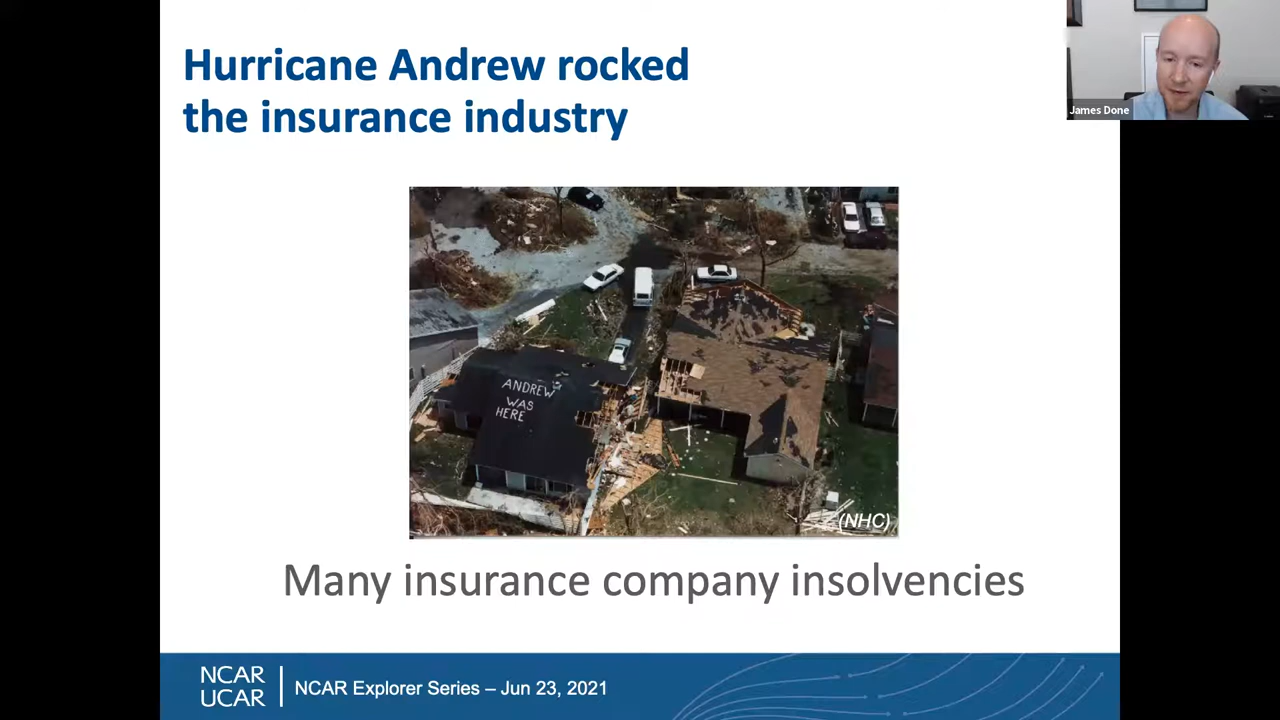 Hurricane Andrew rocked
the insurance industry
James Done
ANDREW
WAS
HERE
(NHC)
Many insurance company insolvencies
NCAR
UCAR
NCAR Explorer Series – Jun 23, 2021